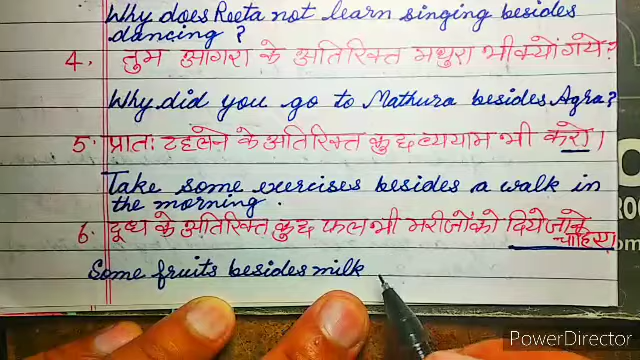 Why does Reeta not learn singing besides
dancing ?
4. तुम आगरा के अतिरिक्त मथुरा भी क्यों गये?
Why did you go to Mathura besides Agra?
5. प्रातः टहलने के अतिरिक्त कुछ व्यायाम भी करो।
Take some exercises besides a walk in
the morning.
6. दूध के अतिरिक्त कुछ फल भी मरीजों को दिये जाने
चाहिए।
Some fruits besides milk
PowerDirector